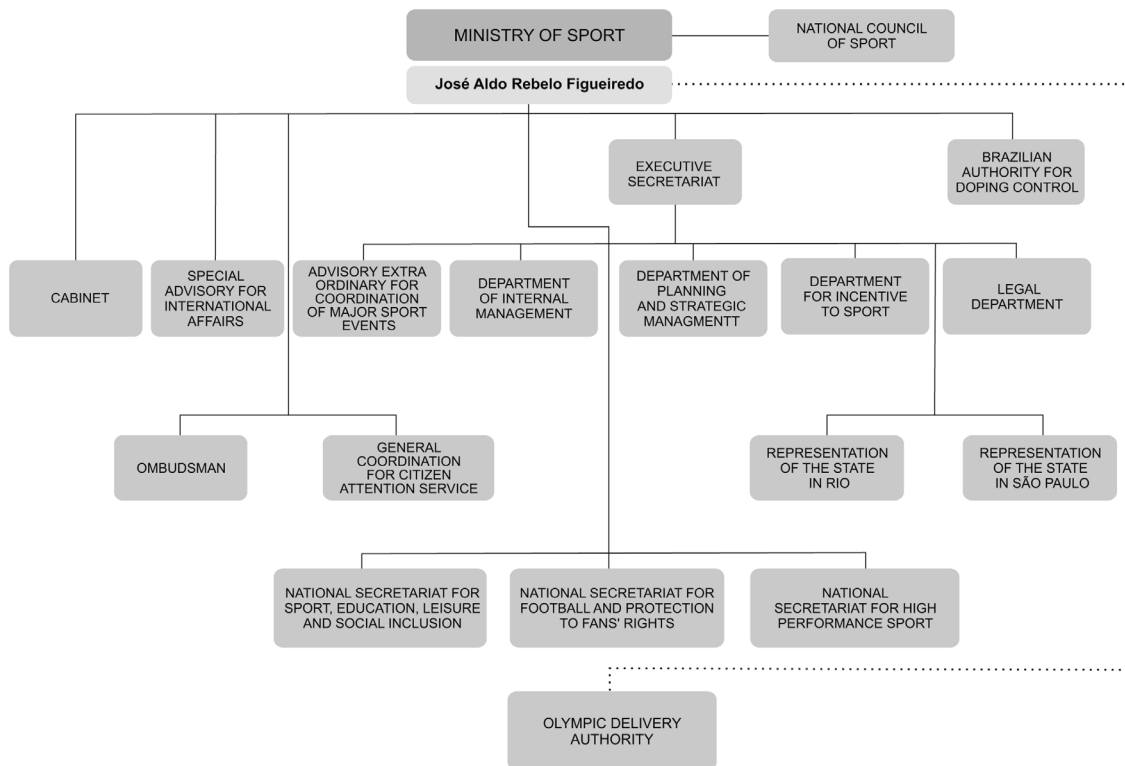 MINISTRY OF SPORT
NATIONAL COUNCIL
OF SPORT
José Aldo Rebelo Figueiredo
EXECUTIVE
SECRETARIAT
BRAZILIAN
AUTHORITY FOR
DOPING CONTROL
CABINET
SPECIAL
ADVISORY FOR
INTERNATIONAL
AFFAIRS
ADVISORY EXTRA
ORDINARY FOR
COORDINATION
OF MAJOR SPORT
EVENTS
DEPARTMENT
OF INTERNAL
MANAGEMENT
DEPARTMENT OF
PLANNING
AND STRATEGIC
MANAGMENTT
DEPARTMENT
FOR INCENTIVE
TO SPORT
LEGAL
DEPARTMENT
OMBUDSMAN
GENERAL
COORDINATION
FOR CITIZEN
ATTENTION SERVICE
REPRESENTATION
OF THE STATE
IN RIO
REPRESENTATION
OF THE STATE
IN SÃO PAULO
NATIONAL SECRETARIAT FOR
SPORT, EDUCATION, LEISURE
AND SOCIAL INCLUSION
NATIONAL SECRETARIAT FOR
FOOTBALL AND PROTECTION
TO FANS' RIGHTS
NATIONAL
SECRETARIAT FOR HIGH
PERFORMANCE SPORT
OLYMPIC DELIVERY
AUTHORITY